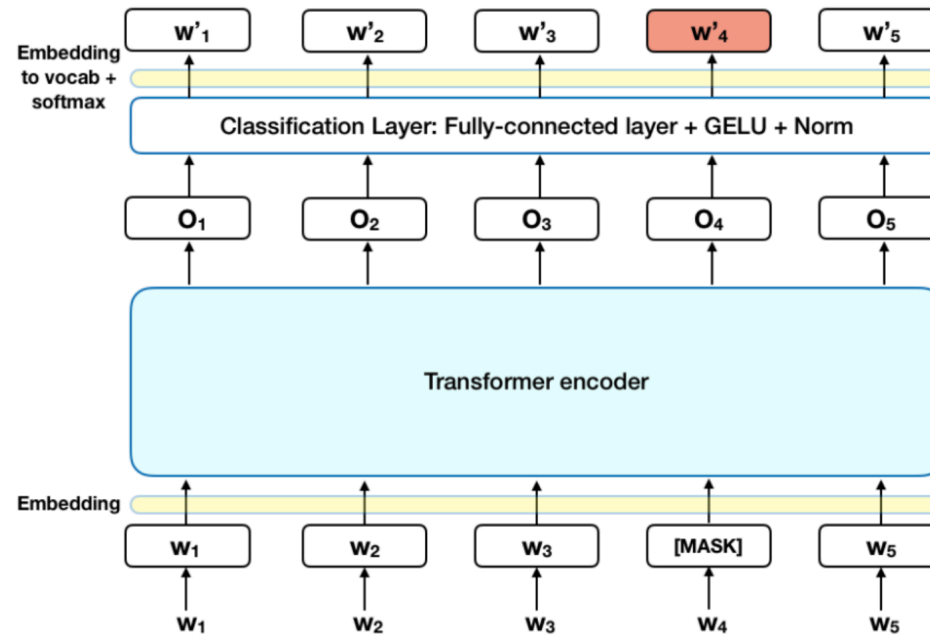 w’1 w’2 w’3 w’4 w’5
Embedding
to vocab +
softmax
Classification Layer: Fully-connected layer + GELU + Norm
O1 O2 O3 O4 O5
Transformer encoder
Embedding
W1 W2 W3 [MASK] W5
W1 W2 W3 W4 W5